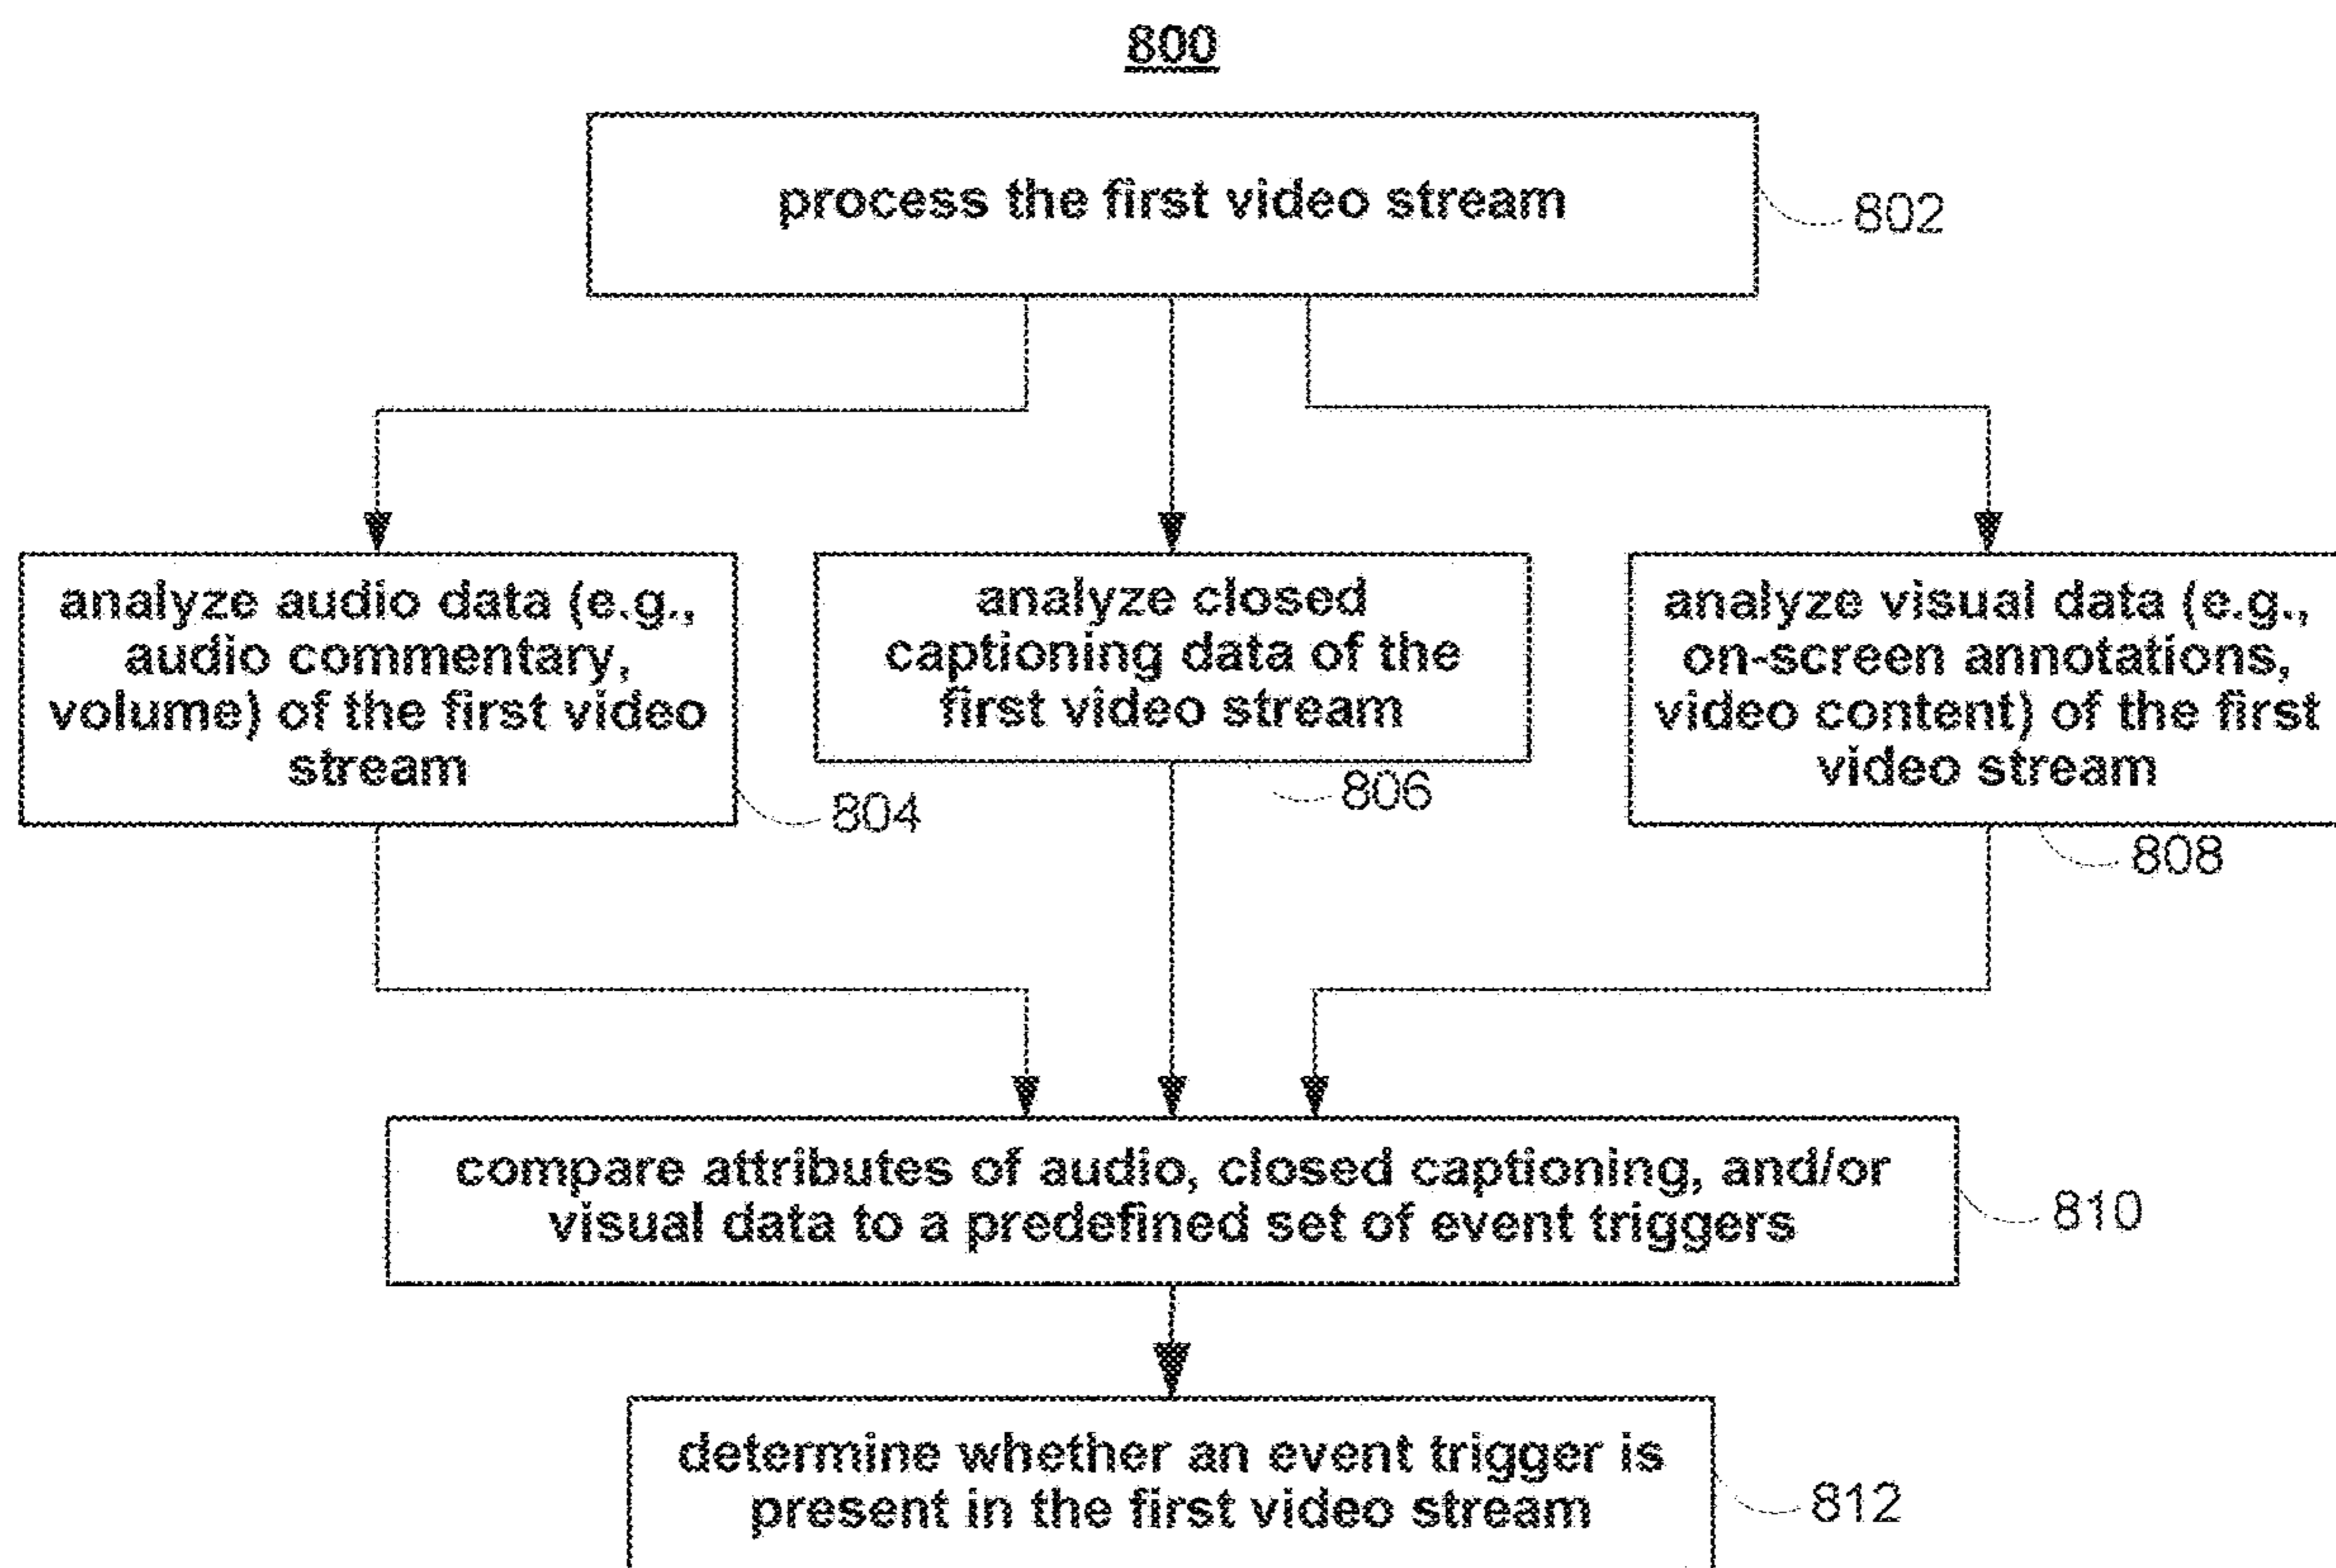 800
process the first video stream
802
analyze audio data (e.g.,
audio commentary,
volume) of the first video
stream
804
analyze closed
captioning data of the
first video stream
806
analyze visual data (e.g.,
on-screen annotations,
video content) of the first
video stream
808
compare attributes of audio, closed captioning, and/or
visual data to a predefined set of event triggers
810
determine whether an event trigger is
present in the first video stream
812